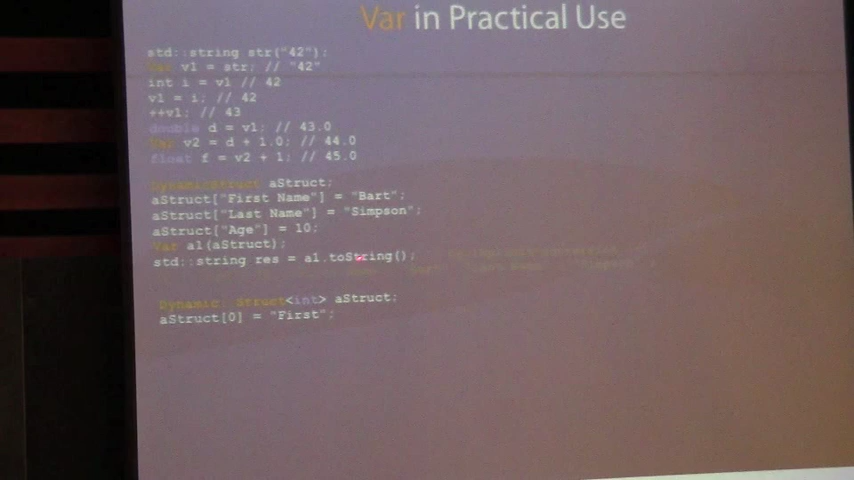 Var in Practical Use
std::string str("42");
Var v1 = str; // "42"
int i = v1 // 42
v1 = i; // 42
++v1; // 43
double d = v1; // 43.0
Var v2 = d + 1.0; // 44.0
float f = v2 + 1; // 45.0
DynamicStruct aStruct;
aStruct["First Name"] = "Bart";
aStruct["Last Name"] = "Simpson";
aStruct["Age"] = 10;
Var a1(aStruct);
std::string res = a1.toString();
Dynamic::Struct<int> aStruct;
aStruct[0] = "First";